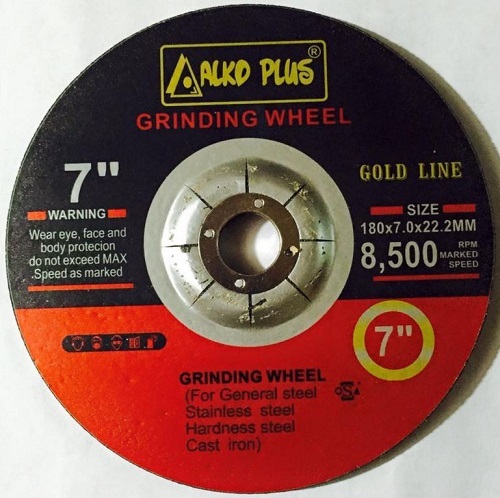 ALKO PLUS®
GRINDING WHEEL
7"
WARNING
Wear eye, face and
body protecion
do not exceed MAX
.Speed as marked
GOLD LINE
SIZE
180x7.0x22.2MM
8,500 RPM
MARKED
SPEED
7"
GRINDING WHEEL
(For General steel
Stainless steel
Hardness steel
Cast iron)